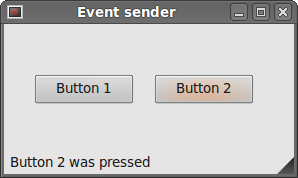 Event sender
Button 1
Button 2
Button 2 was pressed